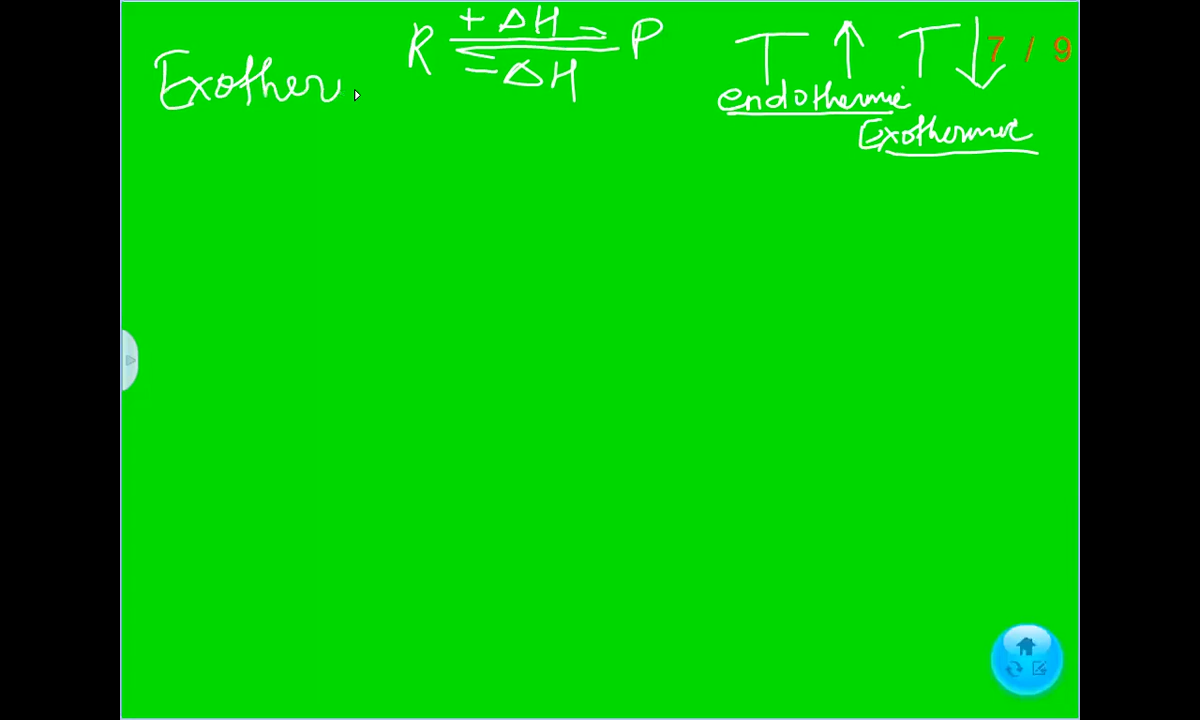 R +ΔH ⇌ -ΔH P
T ↑ T ↓ 7 / 9
Exother
endothermic
Exothermic